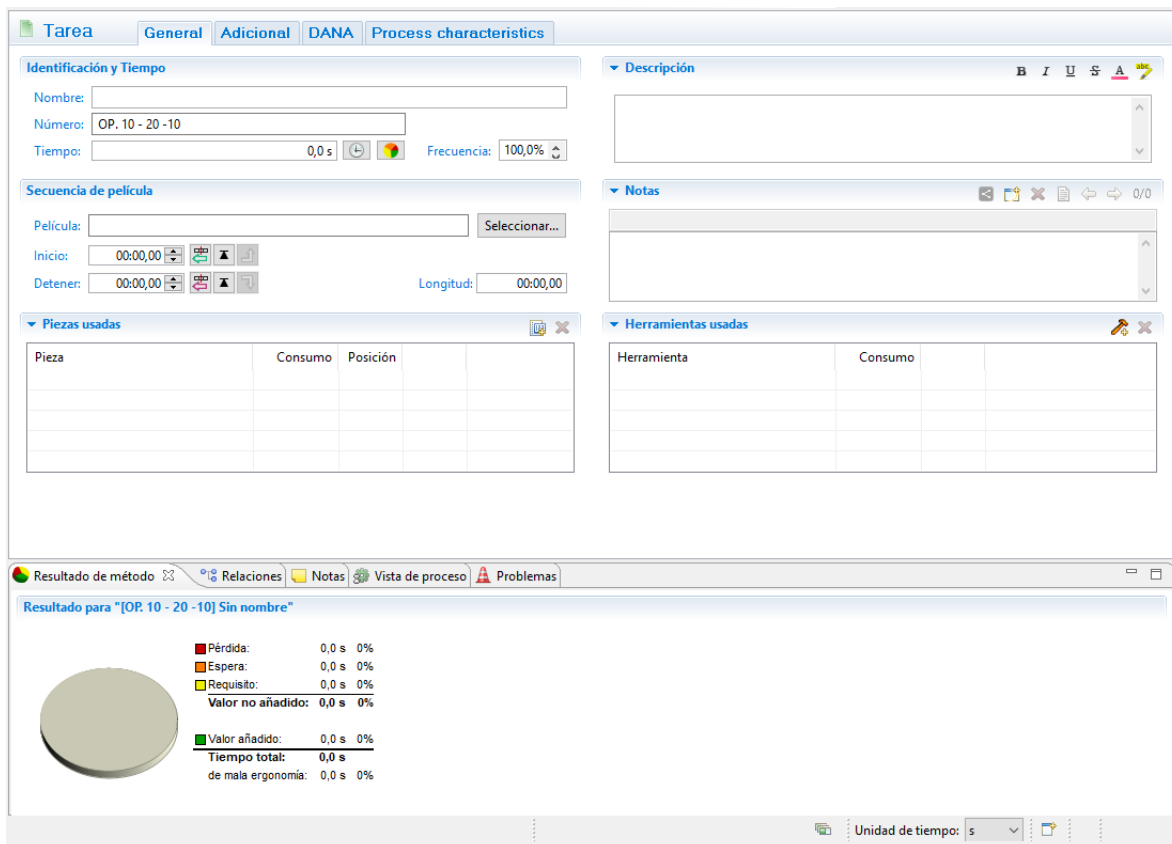 Tarea General Adicional DANA Process characteristics
Identificación y Tiempo
Nombre:
Número: OP. 10 - 20 -10
Tiempo: 0,0 s Frecuencia: 100,0%
Descripción B I U S A abc
Secuencia de película
Película: Seleccionar...
Inicio: 00:00,00
Detener: 00:00,00 Longitud: 00:00,00
Notas 0/0
Piezas usadas
Pieza Consumo Posición
Herramientas usadas
Herramienta Consumo
Resultado de método Relaciones Notas Vista de proceso Problemas
Resultado para "[OP. 10 - 20 -10] Sin nombre"
Pérdida: 0,0 s 0%
Espera: 0,0 s 0%
Requisito: 0,0 s 0%
Valor no añadido: 0,0 s 0%
Valor añadido: 0,0 s 0%
Tiempo total: 0,0 s
de mala ergonomía: 0,0 s 0%
Unidad de tiempo: s